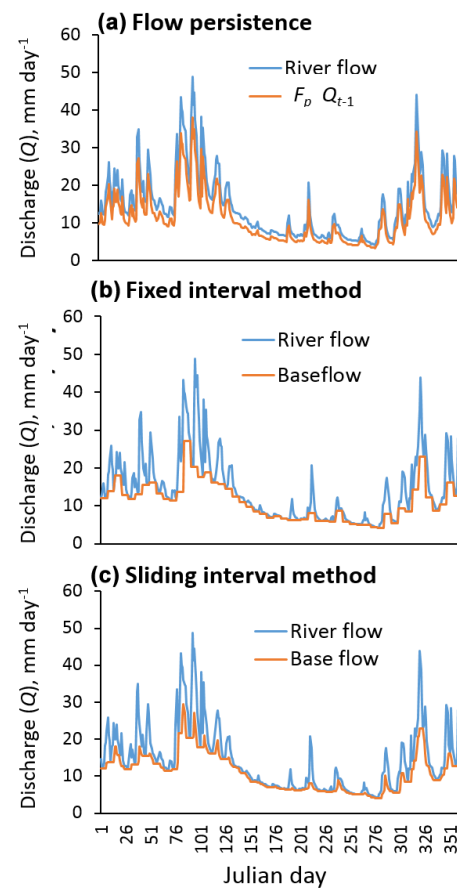 (a) Flow persistence
60
50
40
30
20
10
0
Discharge (Q), mm day-1
River flow
Fp Qt-1
(b) Fixed interval method
60
50
40
30
20
10
0
Discharge (Q), mm day-1
River flow
Baseflow
(c) Sliding interval method
60
50
40
30
20
10
0
Discharge (Q), mm day-1
River flow
Base flow
1 26 51 76 101 126 151 176 201 226 251 276 301 326 351
Julian day